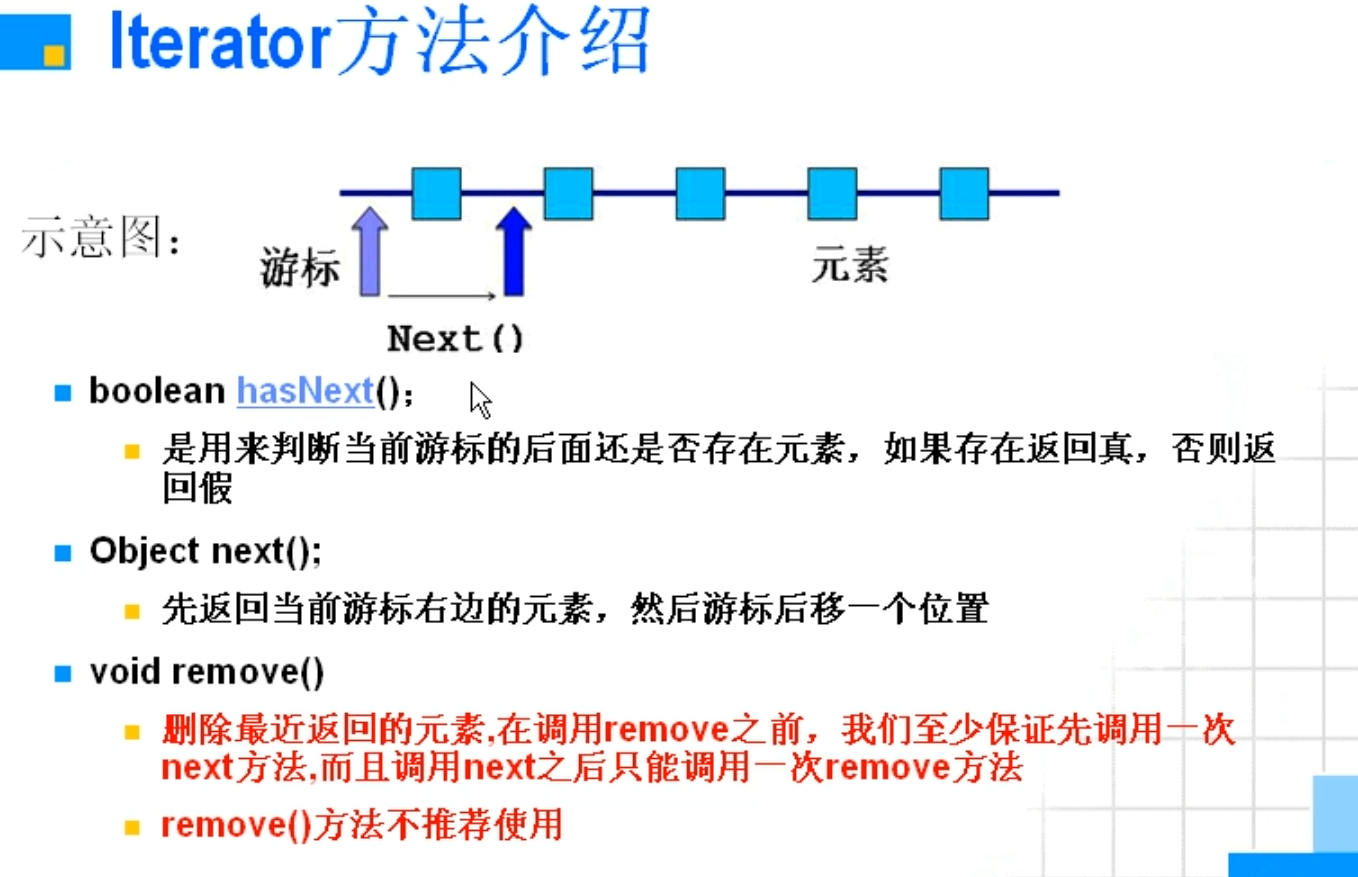 Iterator方法介绍
示意图：
游标
元素
Next()
boolean hasNext()；
是用来判断当前游标的后面还是否存在元素，如果存在返回真，否则返
回假
Object next();
先返回当前游标右边的元素，然后游标后移一个位置
void remove()
删除最近返回的元素,在调用remove之前，我们至少保证先调用一次
next方法,而且调用next之后只能调用一次remove方法
remove()方法不推荐使用